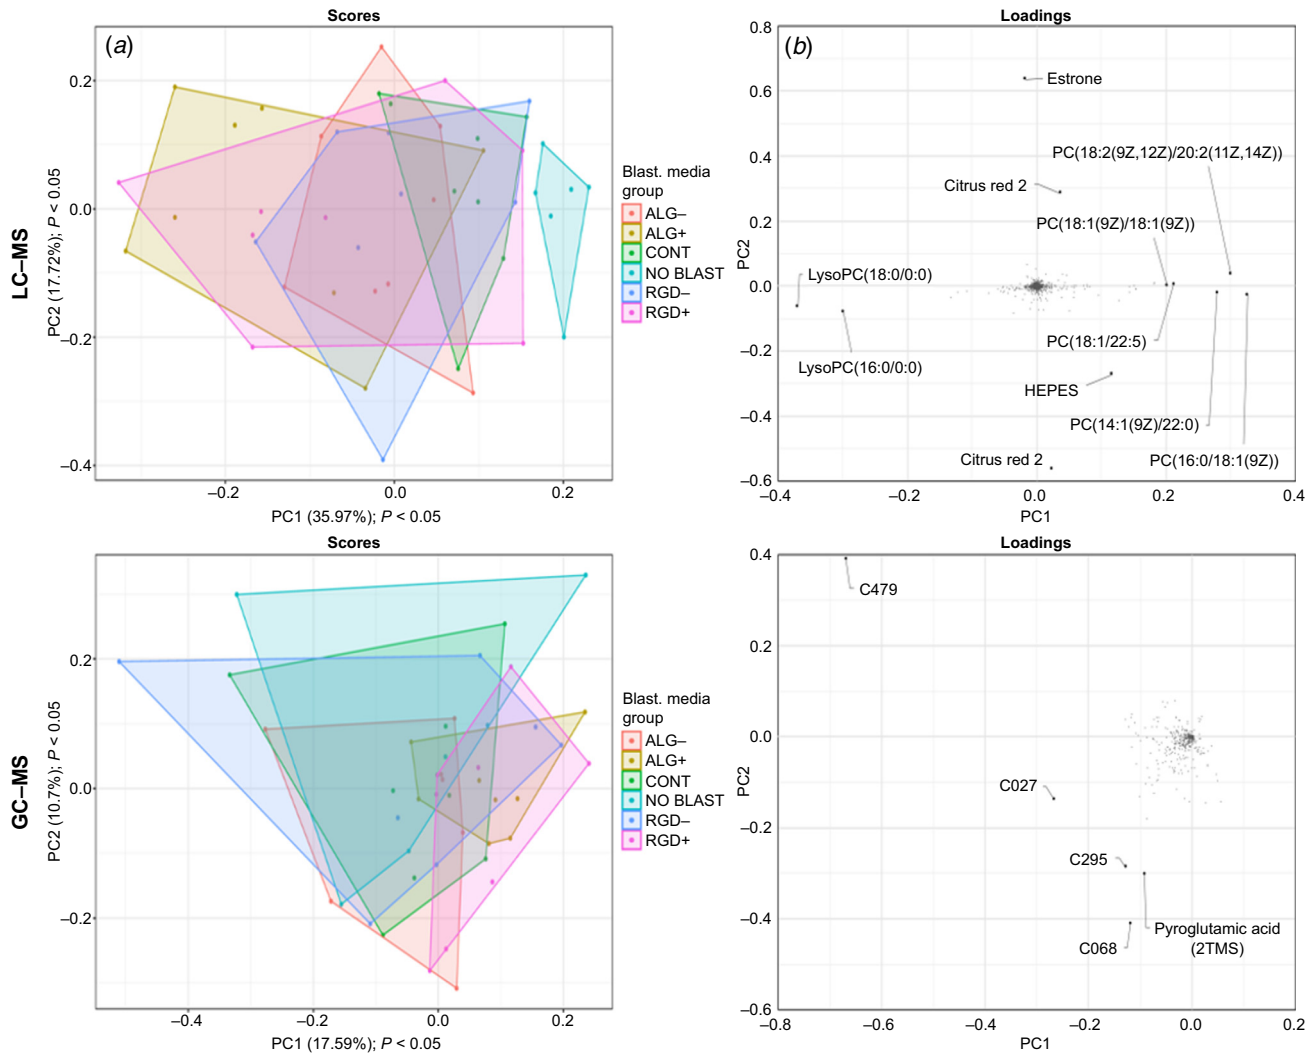 Scores
(a)
LC–MS
PC2 (17.72%); P < 0.05
0.2
0.0
–0.2
–0.4
–0.2
0.0
0.2
PC1 (35.97%); P < 0.05
Blast. media
group
ALG–
ALG+
CONT
NO BLAST
RGD–
RGD+
Loadings
(b)
PC2
0.8
0.6
0.4
0.2
0.0
–0.2
–0.4
–0.6
Estrone
PC(18:2(9Z,12Z)/20:2(11Z,14Z))
Citrus red 2
PC(18:1(9Z)/18:1(9Z))
LysoPC(18:0/0:0)
PC(18:1/22:5)
LysoPC(16:0/0:0)
HEPES
PC(14:1(9Z)/22:0)
Citrus red 2
PC(16:0/18:1(9Z))
–0.4
–0.2
0.0
0.2
0.4
PC1
Scores
GC–MS
PC2 (10.7%); P < 0.05
0.2
0.0
–0.2
–0.4
–0.2
0.0
0.2
PC1 (17.59%); P < 0.05
Blast. media
group
ALG–
ALG+
CONT
NO BLAST
RGD–
RGD+
Loadings
PC2
0.4
0.2
0.0
–0.2
–0.4
–0.6
C479
C027
C295
Pyroglutamic acid
(2TMS)
C068
–0.8
–0.6
–0.4
–0.2
0.0
0.2
PC1